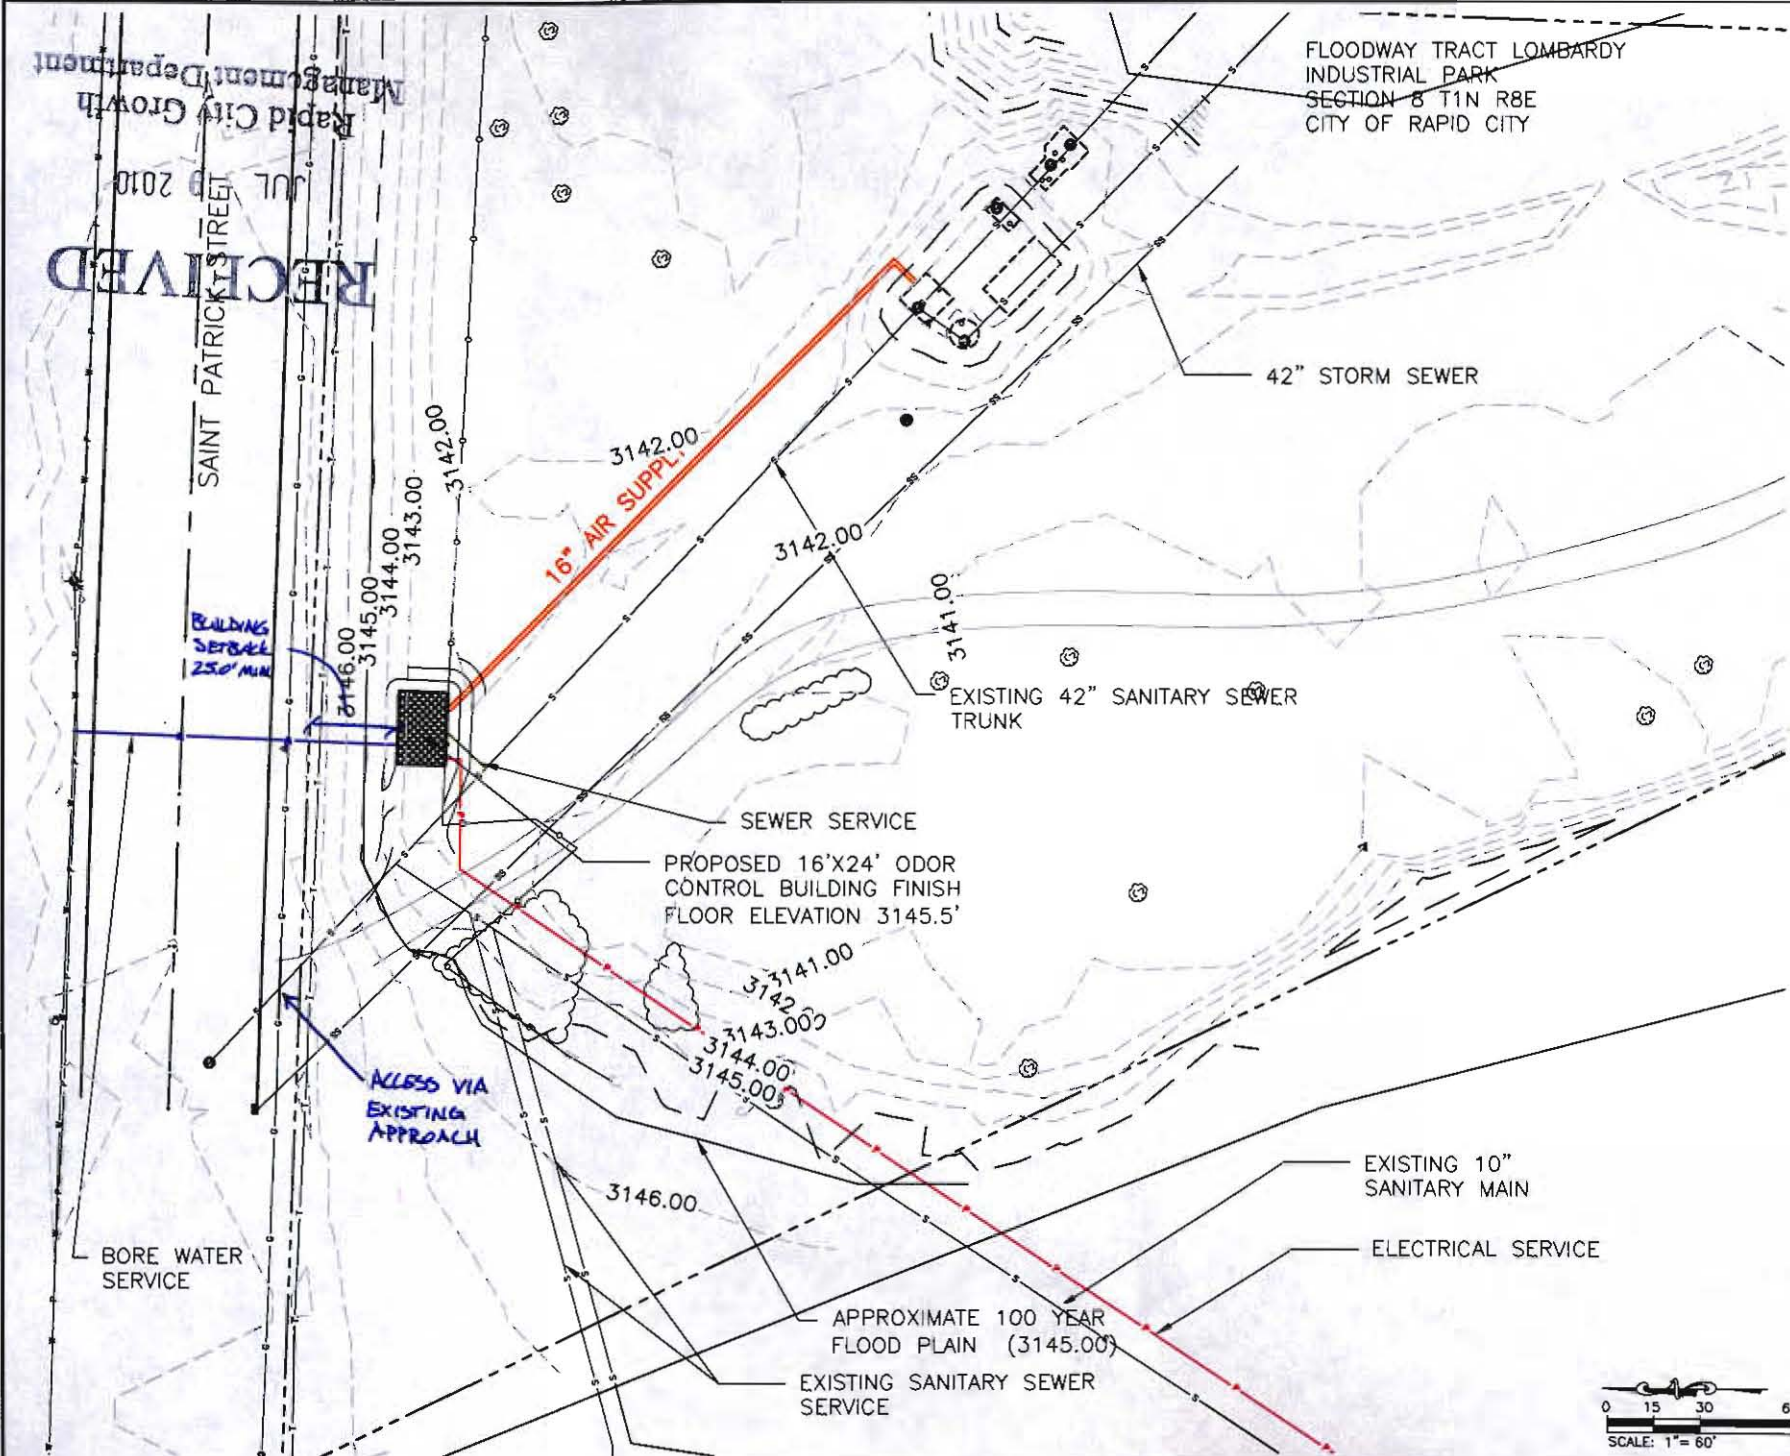 FLOODWAY TRACT LOMBARDY
INDUSTRIAL PARK
SECTION 8 T1N R8E
CITY OF RAPID CITY
RECEIVED
JUL 2010
Rapid City Growth
Management Department
SAINT PATRICK STREET
42" STORM SEWER
3142.00
3142.00
16" AIR SUPPLY
3143.00
3144.00
3145.00
3146.00
3142.00
3141.00
BUILDING
SETBACK
25.0' MIN
EXISTING 42" SANITARY SEWER
TRUNK
SEWER SERVICE
PROPOSED 16'X24' ODOR
CONTROL BUILDING FINISH
FLOOR ELEVATION 3145.5'
3141.00
3142.
3143.00
3144.00
3145.00
ACCESS VIA
EXISTING
APPROACH
3146.00
EXISTING 10"
SANITARY MAIN
ELECTRICAL SERVICE
BORE WATER
SERVICE
APPROXIMATE 100 YEAR
FLOOD PLAIN (3145.00)
EXISTING SANITARY SEWER
SERVICE
0 15 30 6
SCALE: 1"= 60'